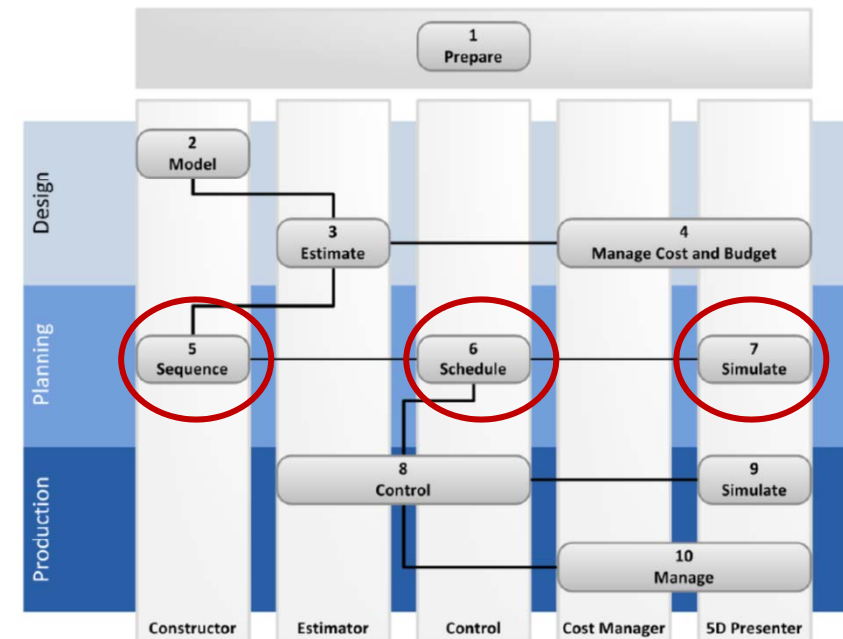 1
Prepare
Design
2
Model
3
Estimate
4
Manage Cost and Budget
Planning
5
Sequence
6
Schedule
7
Simulate
Production
8
Control
9
Simulate
10
Manage
Constructor
Estimator
Control
Cost Manager
5D Presenter